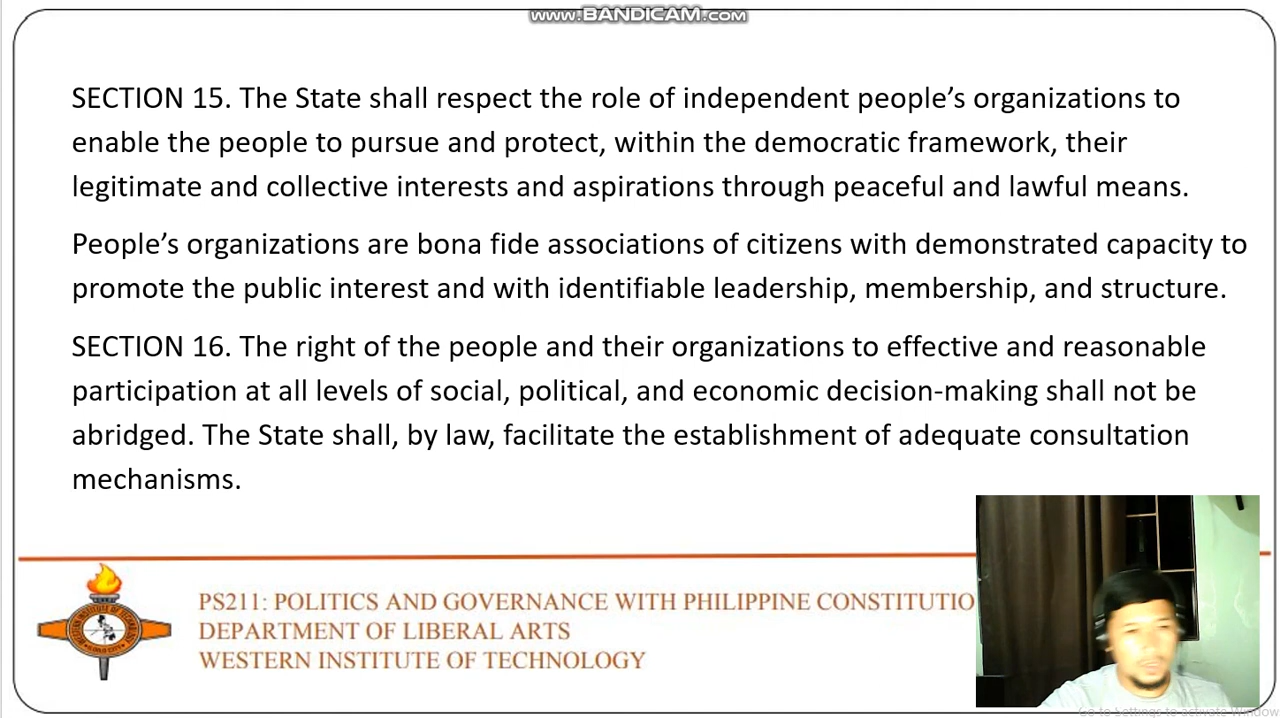 www.BANDICAM.com
SECTION 15. The State shall respect the role of independent people’s organizations to
enable the people to pursue and protect, within the democratic framework, their
legitimate and collective interests and aspirations through peaceful and lawful means.
People’s organizations are bona fide associations of citizens with demonstrated capacity to
promote the public interest and with identifiable leadership, membership, and structure.
SECTION 16. The right of the people and their organizations to effective and reasonable
participation at all levels of social, political, and economic decision-making shall not be
abridged. The State shall, by law, facilitate the establishment of adequate consultation
mechanisms.
PS211: POLITICS AND GOVERNANCE WITH PHILIPPINE CONSTITUTIO
DEPARTMENT OF LIBERAL ARTS
WESTERN INSTITUTE OF TECHNOLOGY
Go to Settings to activate Window